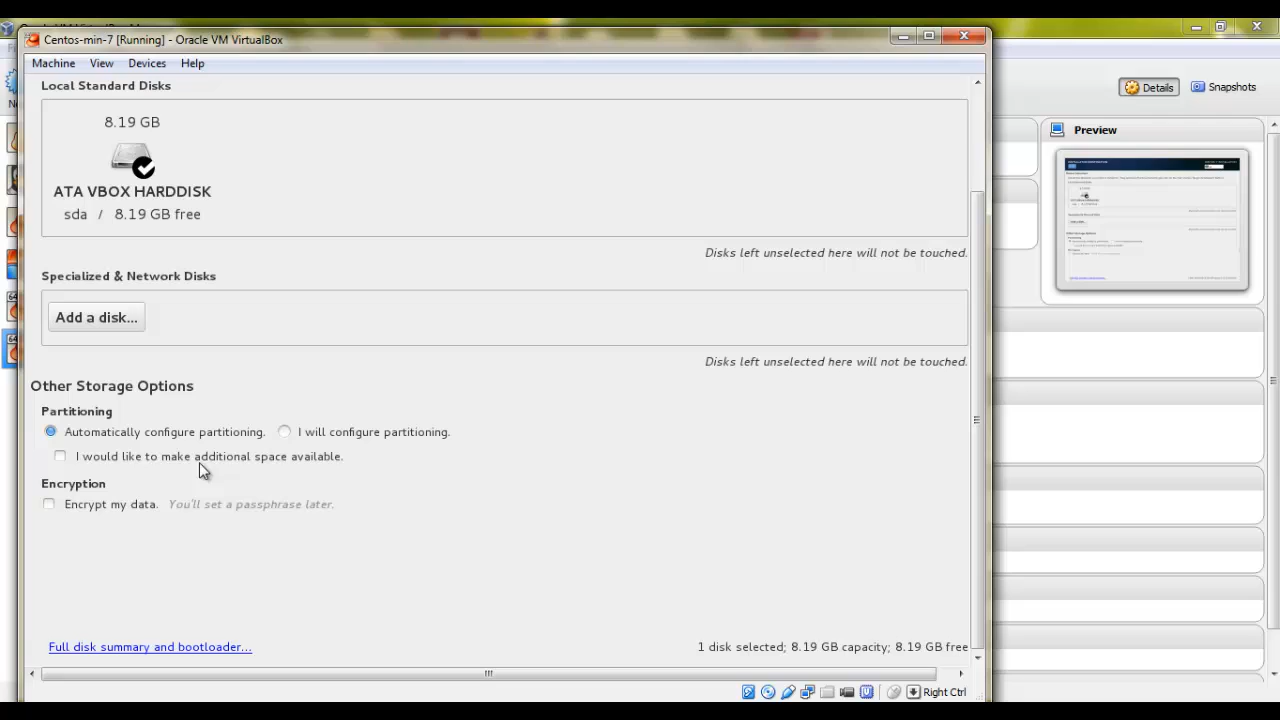 Centos-min-7 [Running] - Oracle VM VirtualBox
Machine View Devices Help
Details Snapshots
Local Standard Disks
8.19 GB
ATA VBOX HARDDISK
sda / 8.19 GB free
Disks left unselected here will not be touched.
Specialized & Network Disks
Add a disk...
Disks left unselected here will not be touched.
Other Storage Options
Partitioning
Automatically configure partitioning. I will configure partitioning.
I would like to make additional space available.
Encryption
Encrypt my data. You'll set a passphrase later.
Full disk summary and bootloader...
1 disk selected; 8.19 GB capacity; 8.19 GB free
Right Ctrl
Preview